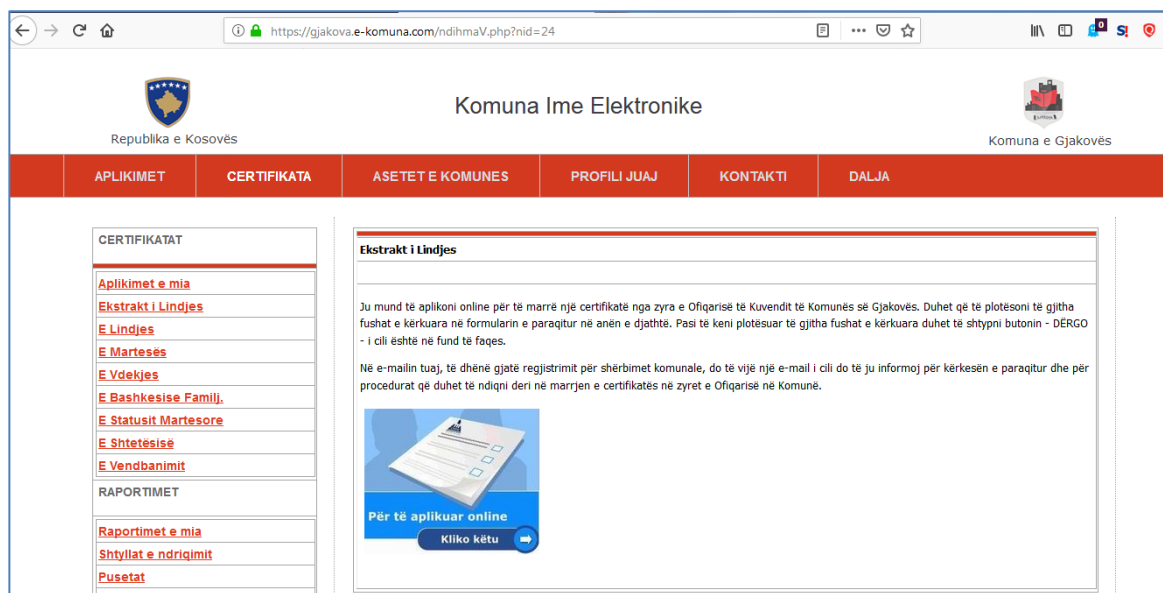 https://gjakova.e-komuna.com/ndihmaV.php?nid=24
0
S!
Republika e Kosovës
Komuna Ime Elektronike
Komuna e Gjakovës
APLIKIMET
CERTIFIKATA
ASETET E KOMUNES
PROFILI JUAJ
KONTAKTI
DALJA
CERTIFIKATAT
Aplikimet e mia
Ekstrakt i Lindjes
E Lindjes
E Martesës
E Vdekjes
E Bashkesise Familj.
E Statusit Martesore
E Shtetësisë
E Vendbanimit
RAPORTIMET
Raportimet e mia
Shtyllat e ndriqimit
Pusetat
Ekstrakt i Lindjes
Ju mund të aplikoni online për të marrë një certifikatë nga zyra e Ofiqarisë të Kuvendit të Komunës së Gjakovës. Duhet që të plotësoni të gjitha
fushat e kërkuara në formularin e paraqitur në anën e djathtë. Pasi të keni plotësuar të gjitha fushat e kërkuara duhet të shtypni butonin - DËRGO
- i cili është në fund të faqes.
Në e-mailin tuaj, të dhënë gjatë regjistrimit për shërbimet komunale, do të vijë një e-mail i cili do të ju informoj për kërkesën e paraqitur dhe për
procedurat që duhet të ndiqni deri në marrjen e certifikatës në zyret e Ofiqarisë në Komunë.
Për të aplikuar online
Kliko këtu